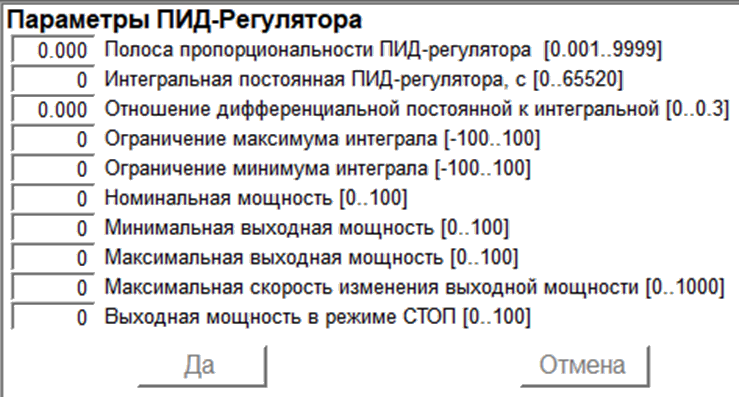 Параметры ПИД-Регулятора
0.000 Полоса пропорциональности ПИД-регулятора [0.001..9999]
0 Интегральная постоянная ПИД-регулятора, с [0..65520]
0.000 Отношение дифференциальной постоянной к интегральной [0..0.3]
0 Ограничение максимума интеграла [-100..100]
0 Ограничение минимума интеграла [-100..100]
0 Номинальная мощность [0..100]
0 Минимальная выходная мощность [0..100]
0 Максимальная выходная мощность [0..100]
0 Максимальная скорость изменения выходной мощности [0..1000]
0 Выходная мощность в режиме СТОП [0..100]
Да Отмена